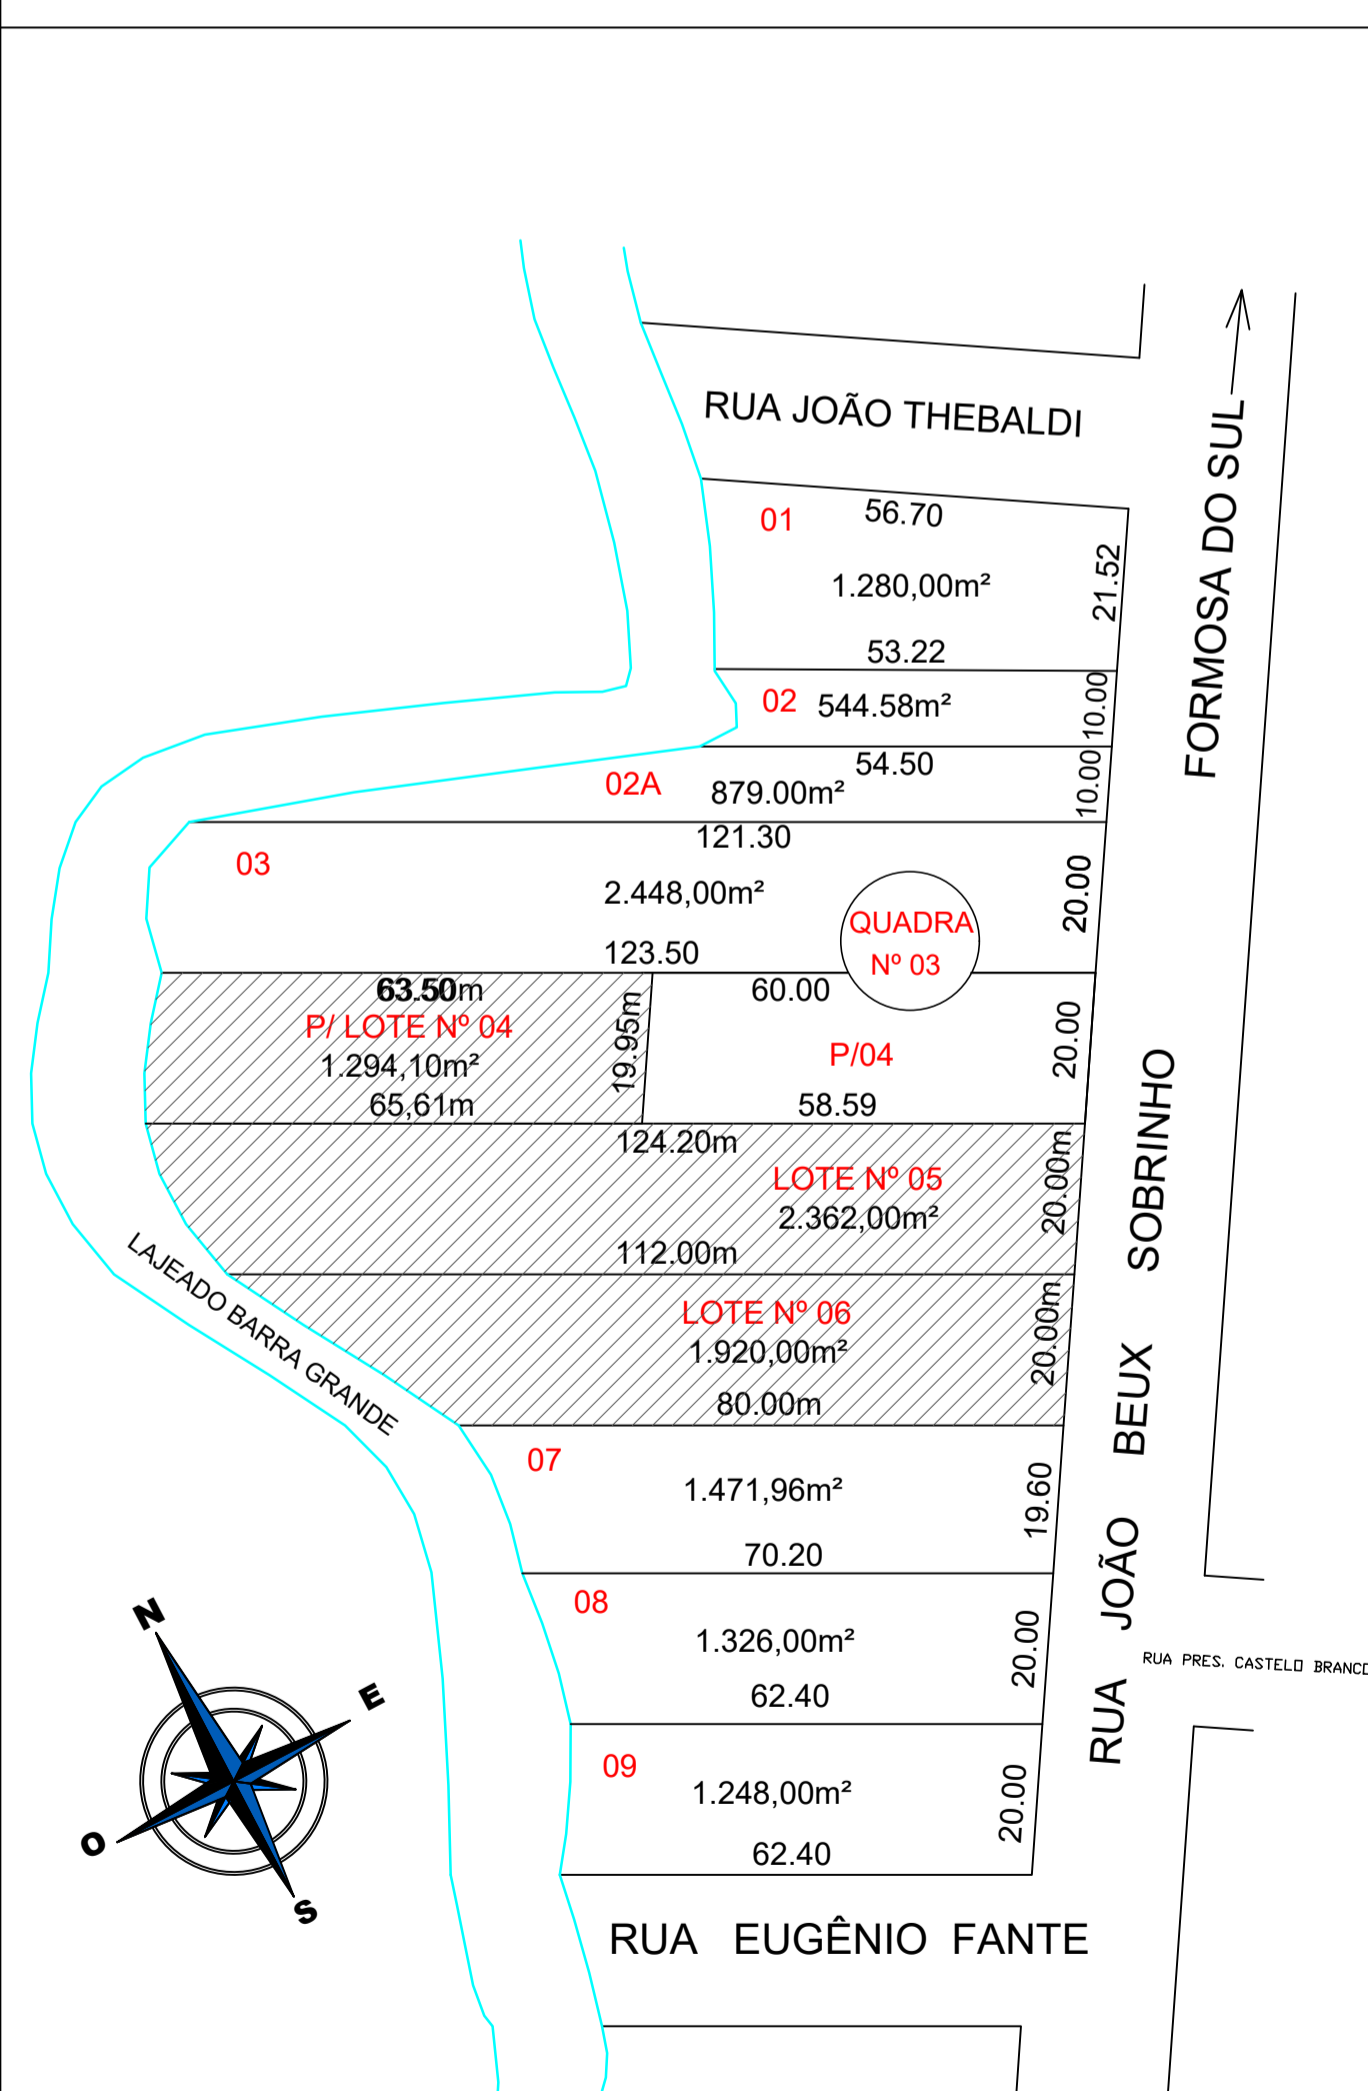 RUA JOÃO THEBALDI
FORMOSA DO SUL
01
56.70
21.52
1.280,00m²
53.22
02
544.58m²
10.00
54.50
02A
879.00m²
10.00
121.30
03
2.448,00m²
20.00
QUADRA
Nº 03
123.50
63.50m
60.00
P/ LOTE Nº 04
19.95m
1.294,10m²
P/04
20.00
65,61m
58.59
124.20m
LOTE Nº 05
2.362,00m²
20.00m
112.00m
LAJEADO BARRA GRANDE
LOTE Nº 06
1.920,00m²
20.00m
80.00m
RUA JOÃO BEUX SOBRINHO
07
1.471,96m²
19.60
70.20
08
1.326,00m²
20.00
62.40
RUA PRES. CASTELO BRANCO
09
1.248,00m²
20.00
62.40
N
E
O
S
RUA EUGÊNIO FANTE